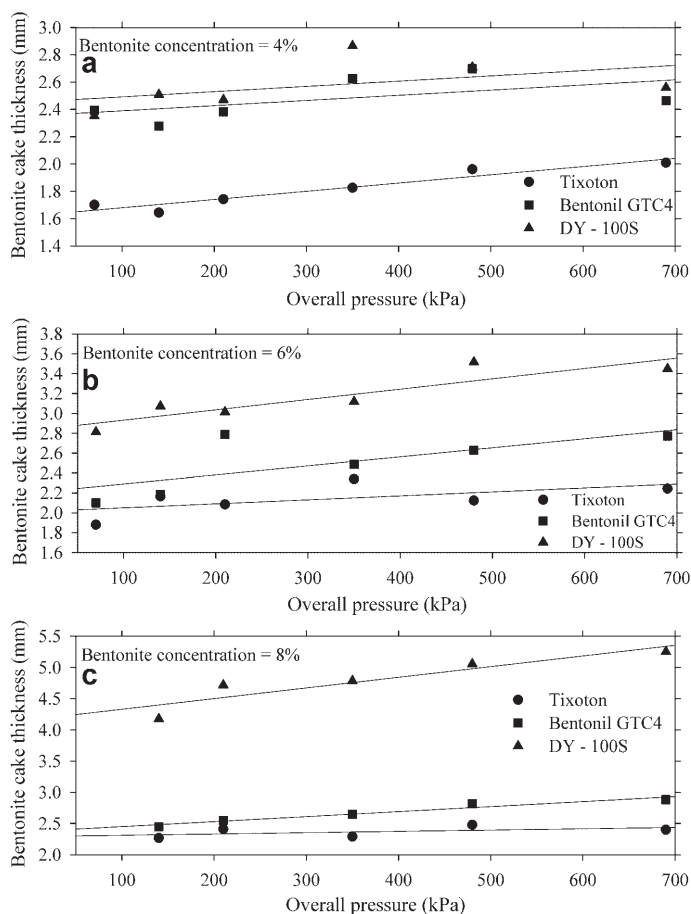 Bentonite cake thickness (mm)
3.0
2.8
2.6
2.4
2.2
2.0
1.8
1.6
1.4
Bentonite concentration = 4%
a
Tixoton
Bentonil GTC4
DY - 100S
100 200 300 400 500 600 700
Overall pressure (kPa)
Bentonite cake thickness (mm)
3.8
3.6
3.4
3.2
3.0
2.8
2.6
2.4
2.2
2.0
1.8
1.6
Bentonite concentration = 6%
b
Tixoton
Bentonil GTC4
DY - 100S
100 200 300 400 500 600 700
Overall pressure (kPa)
Bentonite cake thickness (mm)
5.5
5.0
4.5
4.0
3.5
3.0
2.5
2.0
Bentonite concentration = 8%
c
Tixoton
Bentonil GTC4
DY - 100S
100 200 300 400 500 600 700
Overall pressure (kPa)